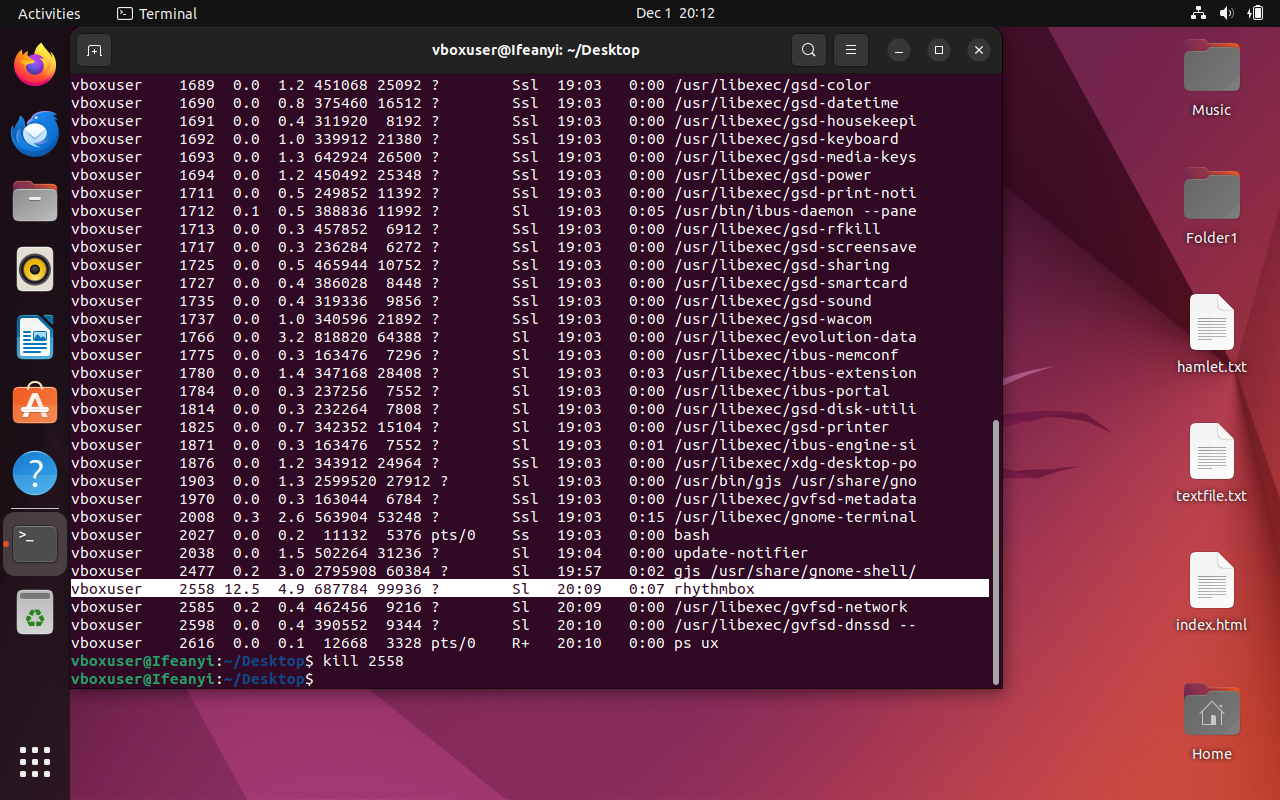 Activities Terminal Dec 1 20:12
vboxuser@Ifeanyi: ~/Desktop
vboxuser 1689 0.0 1.2 451068 25092 ? Ssl 19:03 0:00 /usr/libexec/gsd-color
vboxuser 1690 0.0 0.8 375460 16512 ? Ssl 19:03 0:00 /usr/libexec/gsd-datetime
vboxuser 1691 0.0 0.4 311920 8192 ? Ssl 19:03 0:00 /usr/libexec/gsd-housekeepi
vboxuser 1692 0.0 1.0 339912 21380 ? Ssl 19:03 0:00 /usr/libexec/gsd-keyboard
vboxuser 1693 0.0 1.3 642924 26500 ? Ssl 19:03 0:00 /usr/libexec/gsd-media-keys
vboxuser 1694 0.0 1.2 450492 25348 ? Ssl 19:03 0:00 /usr/libexec/gsd-power
vboxuser 1711 0.0 0.5 249852 11392 ? Ssl 19:03 0:00 /usr/libexec/gsd-print-noti
vboxuser 1712 0.1 0.5 388836 11992 ? Sl 19:03 0:05 /usr/bin/ibus-daemon --pane
vboxuser 1713 0.0 0.3 457852 6912 ? Ssl 19:03 0:00 /usr/libexec/gsd-rfkill
vboxuser 1717 0.0 0.3 236284 6272 ? Ssl 19:03 0:00 /usr/libexec/gsd-screensave
vboxuser 1725 0.0 0.5 465944 10752 ? Ssl 19:03 0:00 /usr/libexec/gsd-sharing
vboxuser 1727 0.0 0.4 386028 8448 ? Ssl 19:03 0:00 /usr/libexec/gsd-smartcard
vboxuser 1735 0.0 0.4 319336 9856 ? Ssl 19:03 0:00 /usr/libexec/gsd-sound
vboxuser 1737 0.0 1.0 340596 21892 ? Ssl 19:03 0:00 /usr/libexec/gsd-wacom
vboxuser 1766 0.0 3.2 818820 64388 ? Sl 19:03 0:00 /usr/libexec/evolution-data
vboxuser 1775 0.0 0.3 163476 7296 ? Sl 19:03 0:00 /usr/libexec/ibus-memconf
vboxuser 1780 0.0 1.4 347168 28408 ? Sl 19:03 0:03 /usr/libexec/ibus-extension
vboxuser 1784 0.0 0.3 237256 7552 ? Sl 19:03 0:00 /usr/libexec/ibus-portal
vboxuser 1814 0.0 0.3 232264 7808 ? Sl 19:03 0:00 /usr/libexec/gsd-disk-utili
vboxuser 1825 0.0 0.7 342352 15104 ? Sl 19:03 0:00 /usr/libexec/gsd-printer
vboxuser 1871 0.0 0.3 163476 7552 ? Sl 19:03 0:01 /usr/libexec/ibus-engine-si
vboxuser 1876 0.0 1.2 343912 24964 ? Ssl 19:03 0:00 /usr/libexec/xdg-desktop-po
vboxuser 1903 0.0 1.3 2599520 27912 ? Sl 19:03 0:00 /usr/bin/gjs /usr/share/gno
vboxuser 1970 0.0 0.3 163044 6784 ? Ssl 19:03 0:00 /usr/libexec/gvfsd-metadata
vboxuser 2008 0.3 2.6 563904 53248 ? Ssl 19:03 0:15 /usr/libexec/gnome-terminal
vboxuser 2027 0.0 0.2 11132 5376 pts/0 Ss 19:03 0:00 bash
vboxuser 2038 0.0 1.5 502264 31236 ? Sl 19:04 0:00 update-notifier
vboxuser 2477 0.2 3.0 2795908 60384 ? Sl 19:57 0:02 gjs /usr/share/gnome-shell/
vboxuser 2558 12.5 4.9 687784 99936 ? Sl 20:09 0:07 rhythmbox
vboxuser 2585 0.2 0.4 462456 9216 ? Sl 20:09 0:00 /usr/libexec/gvfsd-network
vboxuser 2598 0.0 0.4 390552 9344 ? Sl 20:10 0:00 /usr/libexec/gvfsd-dnssd --
vboxuser 2616 0.0 0.1 12668 3328 pts/0 R+ 20:10 0:00 ps ux
vboxuser@Ifeanyi:~/Desktop$ kill 2558
vboxuser@Ifeanyi:~/Desktop$
Music
Folder1
hamlet.txt
textfile.txt
index.html
Home